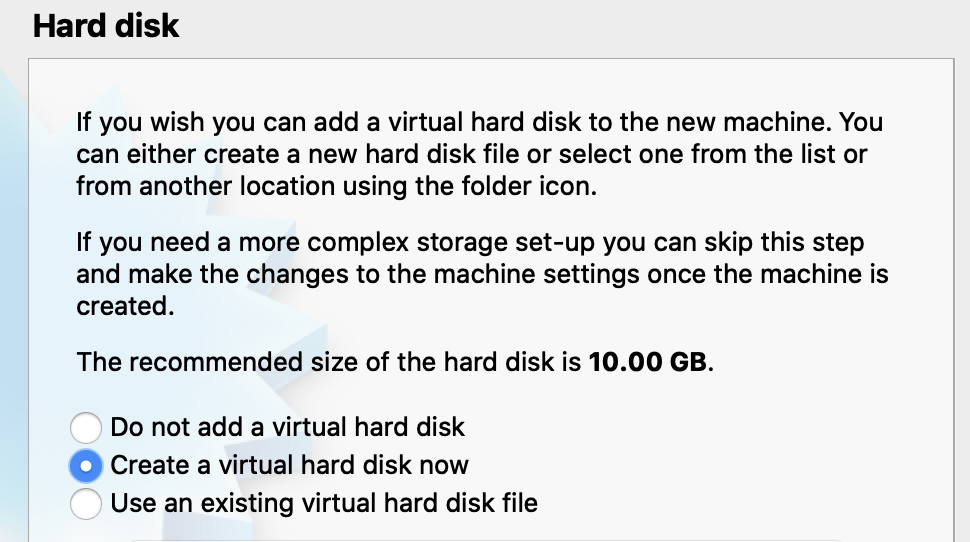 Hard disk
If you wish you can add a virtual hard disk to the new machine. You
can either create a new hard disk file or select one from the list or
from another location using the folder icon.
If you need a more complex storage set-up you can skip this step
and make the changes to the machine settings once the machine is
created.
The recommended size of the hard disk is 10.00 GB.
Do not add a virtual hard disk
Create a virtual hard disk now
Use an existing virtual hard disk file